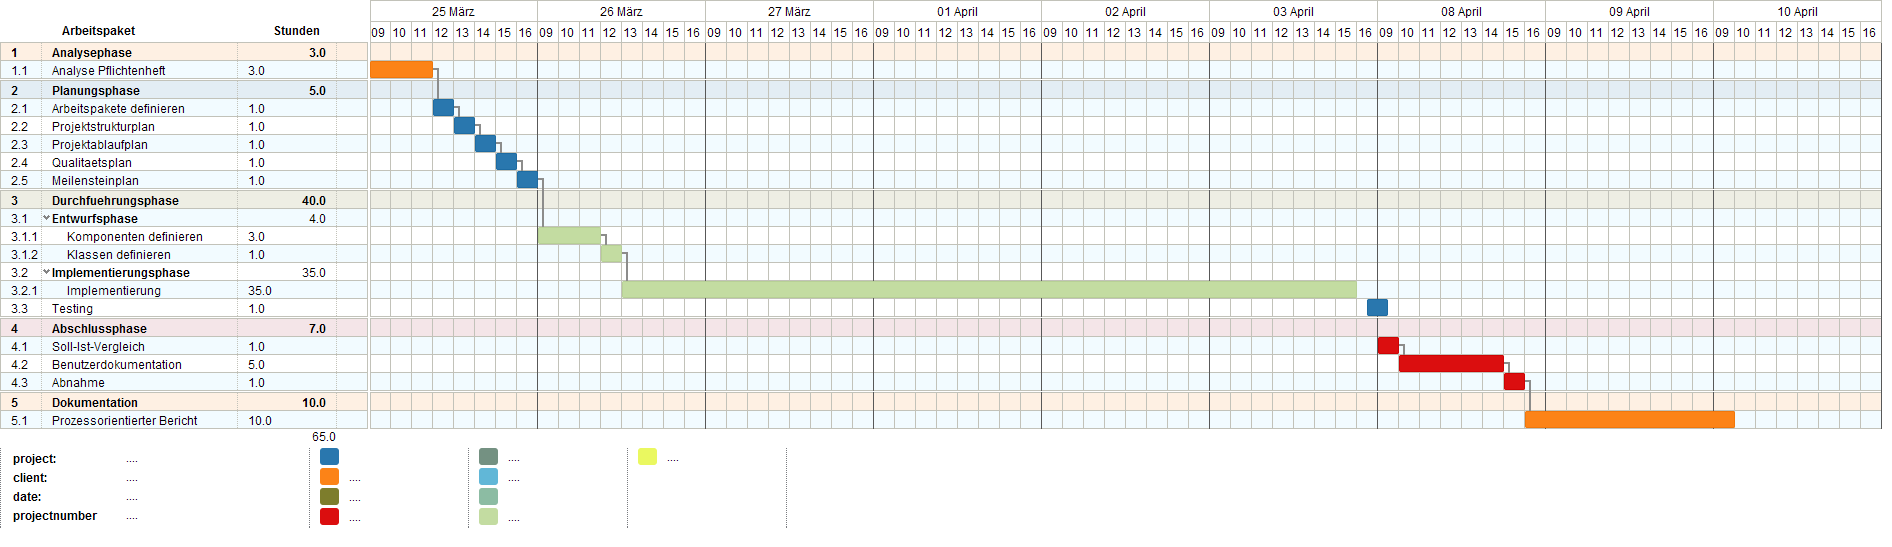 25 März 26 März 27 März 01 April 02 April 03 April 08 April 09 April 10 April
Arbeitspaket Stunden 09 10 11 12 13 14 15 16 09 10 11 12 13 14 15 16 09 10 11 12 13 14 15 16 09 10 11 12 13 14 15 16 09 10 11 12 13 14 15 16 09 10 11 12 13 14 15 16 09 10 11 12 13 14 15 16 09 10 11 12 13 14 15 16 09 10 11 12 13 14 15 16
1 Analysephase 3.0
1.1 Analyse Pflichtenheft 3.0
2 Planungsphase 5.0
2.1 Arbeitspakete definieren 1.0
2.2 Projektstrukturplan 1.0
2.3 Projektablaufplan 1.0
2.4 Qualitaetsplan 1.0
2.5 Meilensteinplan 1.0
3 Durchfuehrungsphase 40.0
3.1 Entwurfsphase 4.0
3.1.1 Komponenten definieren 3.0
3.1.2 Klassen definieren 1.0
3.2 Implementierungsphase 35.0
3.2.1 Implementierung 35.0
3.3 Testing 1.0
4 Abschlussphase 7.0
4.1 Soll-Ist-Vergleich 1.0
4.2 Benutzerdokumentation 5.0
4.3 Abnahme 1.0
5 Dokumentation 10.0
5.1 Prozessorientierter Bericht 10.0
65.0
project: .... .... ....
client: .... .... ....
date: .... ....
projectnumber .... .... ....